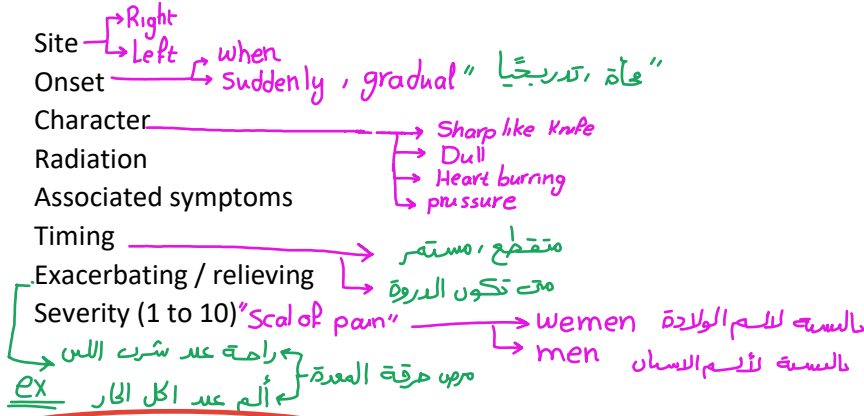 Site Right
Left
Onset when
Suddenly , gradual " فجأة ، تدريجيًا "
Character Sharp like Knife
Dull
Heart burning
pressure
Radiation
Associated symptoms
Timing متقطع ، مستمر
متى تكون الذروة
Exacerbating / relieving
Severity (1 to 10) "Scal of pain" women بالنسبة لألم الولادة
men بالنسبة لألم الاسنان
ex راحة عند شرب اللبن
ألم عند اكل الحار
مرض حرقة المعدة